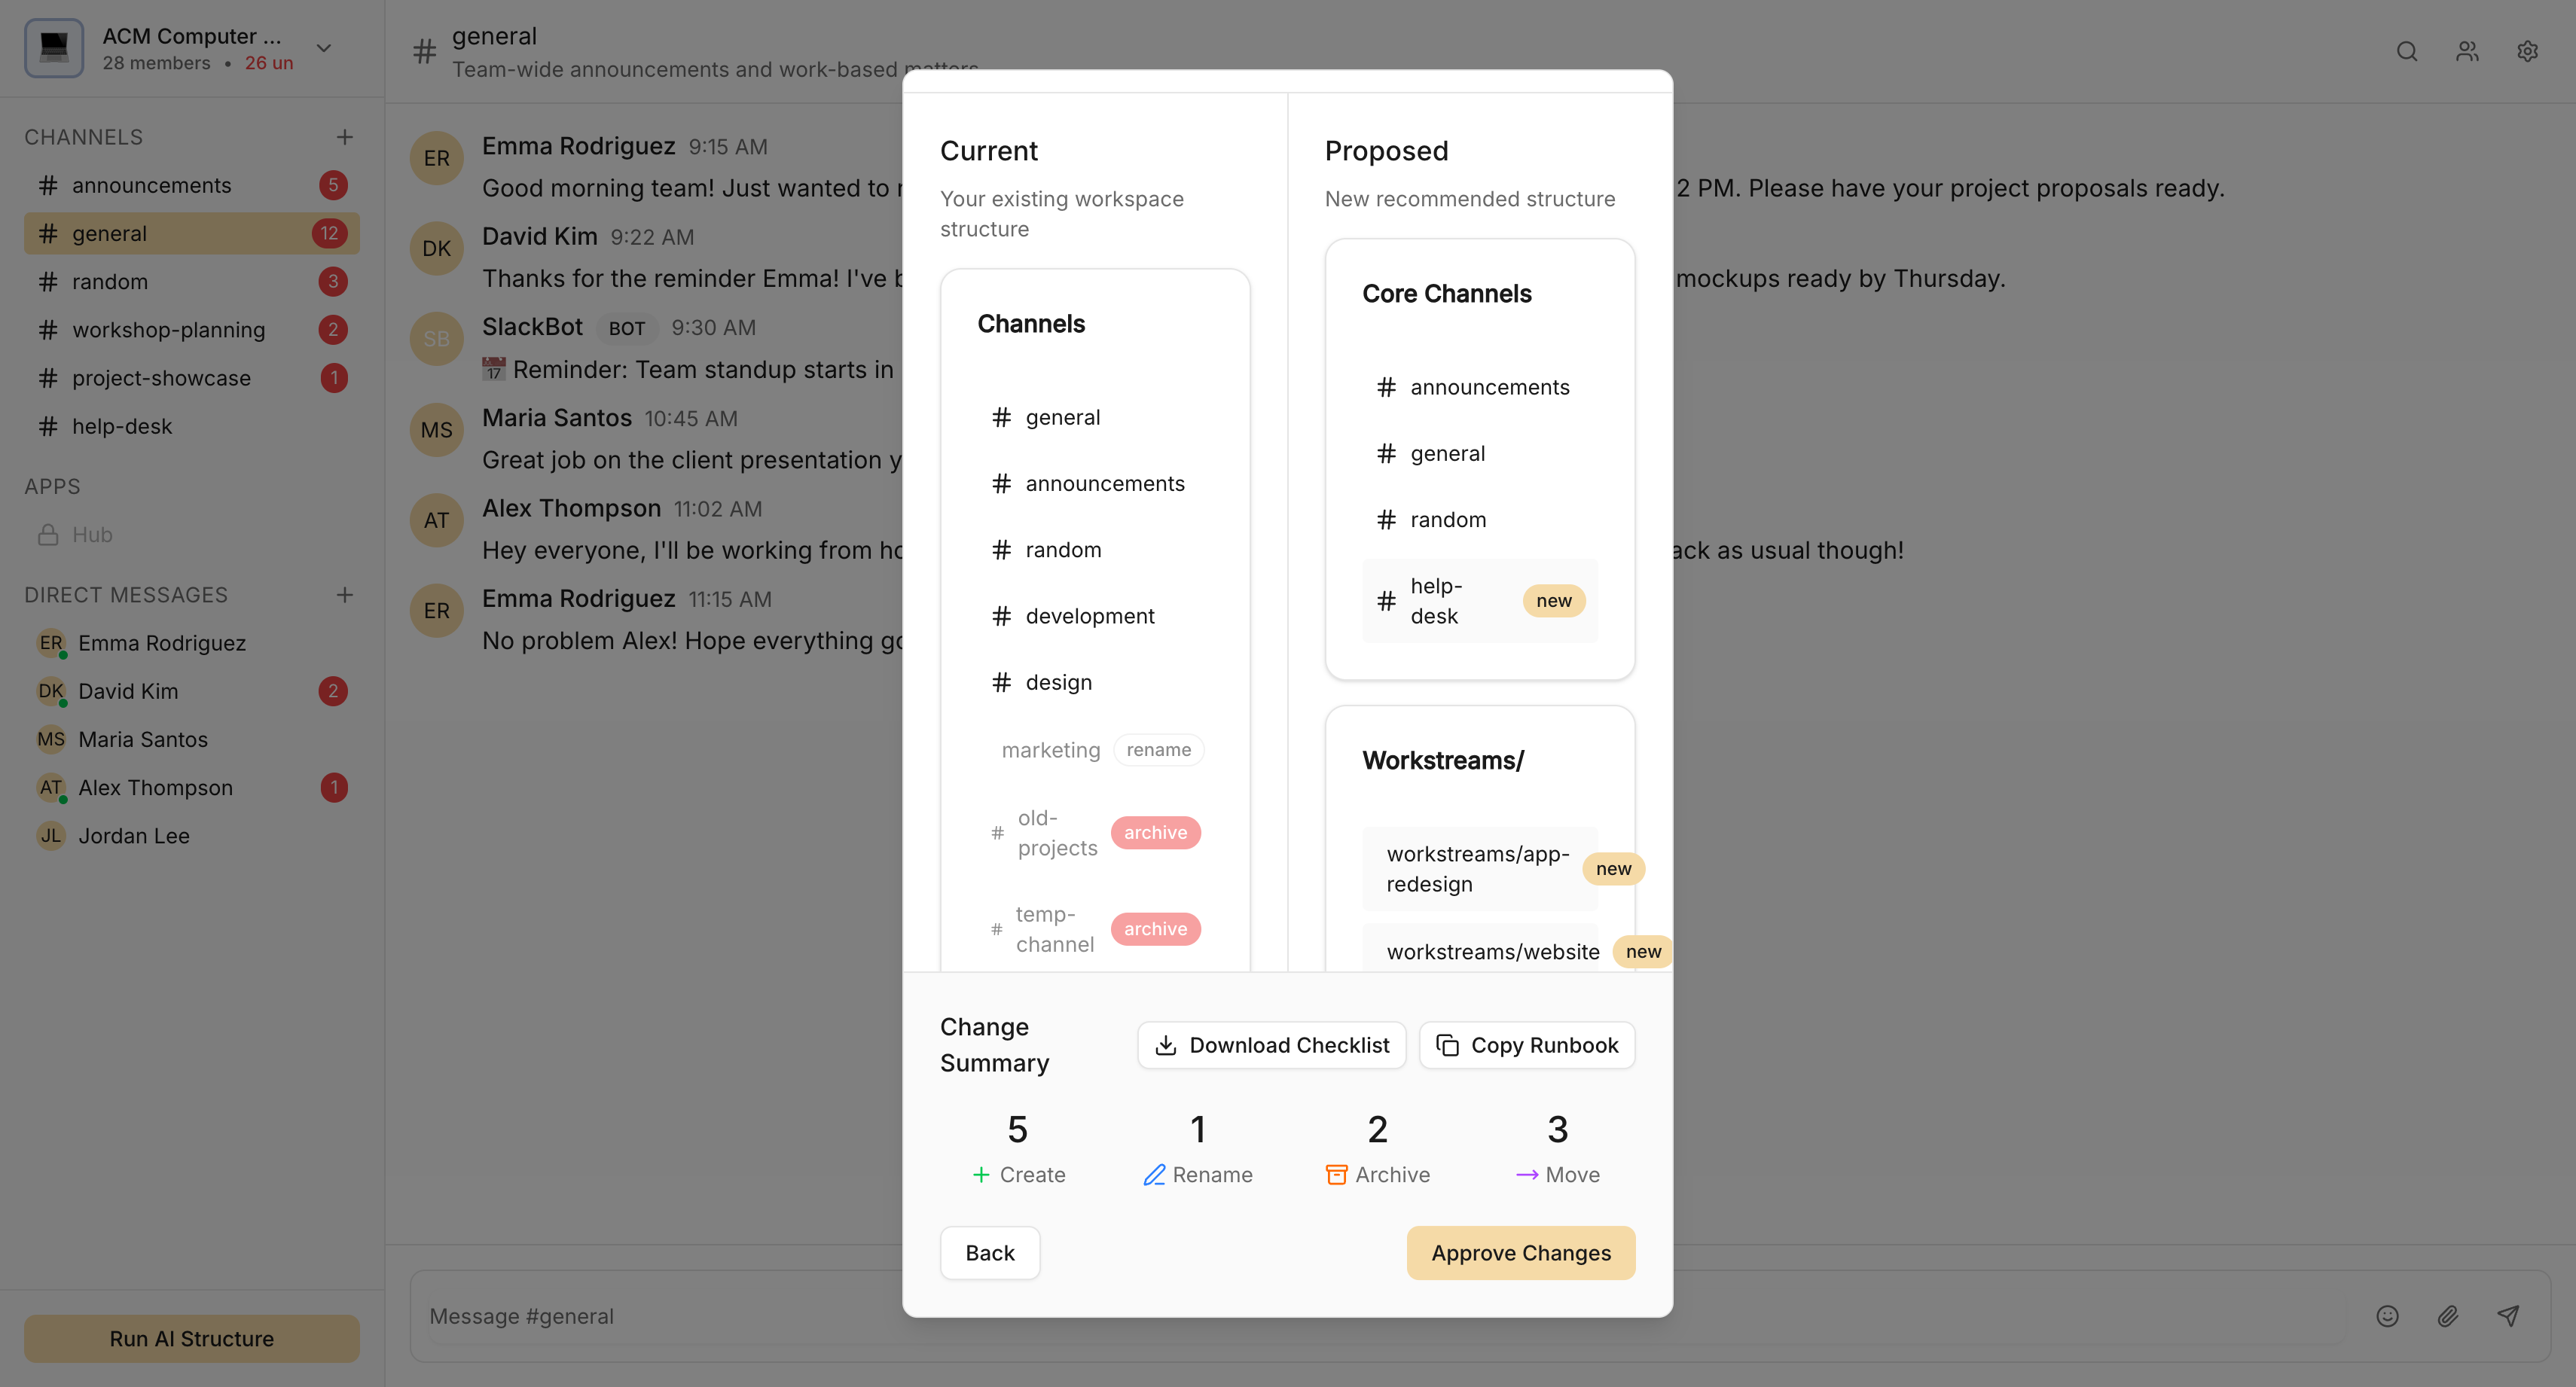 ACM Computer ...
28 members • 26 un
CHANNELS
# announcements 5
# general 12
# random 3
# workshop-planning 2
# project-showcase 1
# help-desk
APPS
Hub
DIRECT MESSAGES
ER Emma Rodriguez
DK David Kim 2
MS Maria Santos
AT Alex Thompson 1
JL Jordan Lee
Run AI Structure
# general
Team-wide announcements and work-based matters
ER Emma Rodriguez 9:15 AM
Good morning team! Just wanted to
2 PM. Please have your project proposals ready.
DK David Kim 9:22 AM
Thanks for the reminder Emma! I've
mockups ready by Thursday.
SB SlackBot BOT 9:30 AM
17 Reminder: Team standup starts in
MS Maria Santos 10:45 AM
Great job on the client presentation
AT Alex Thompson 11:02 AM
Hey everyone, I'll be working from
as usual though!
ER Emma Rodriguez 11:15 AM
No problem Alex! Hope everything
Message #general
Current
Your existing workspace
structure
Channels
# general
# announcements
# random
# development
# design
marketing rename
# old-
projects archive
# temp-
channel archive
Proposed
New recommended structure
Core Channels
# announcements
# general
# random
# help-
desk new
Workstreams/
workstreams/app-
redesign new
workstreams/website new
Change
Summary
Download Checklist
Copy Runbook
5 1 2 3
+ Create Rename Archive → Move
Back
Approve Changes